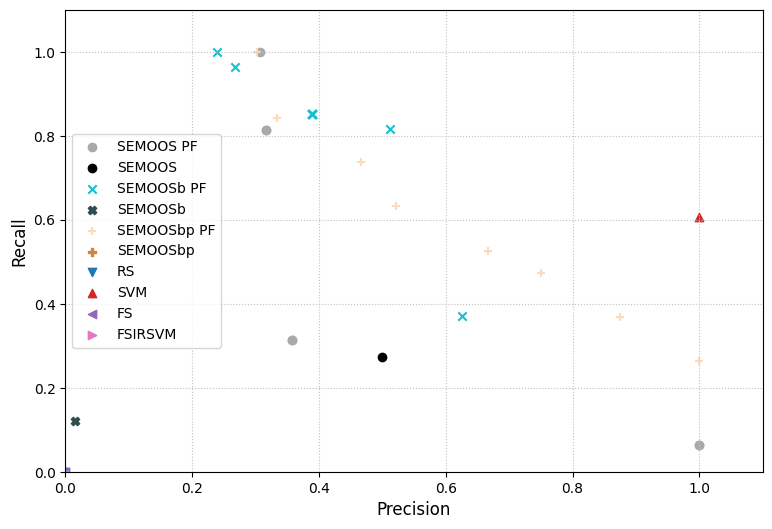 1.0
0.8
0.6
0.4
0.2
0.0
Recall
SEMOOS PF
SEMOOS
SEMOOSb PF
SEMOOSb
SEMOOSbp PF
SEMOOSbp
RS
SVM
FS
FSIRSVM
0.0 0.2 0.4 0.6 0.8 1.0
Precision